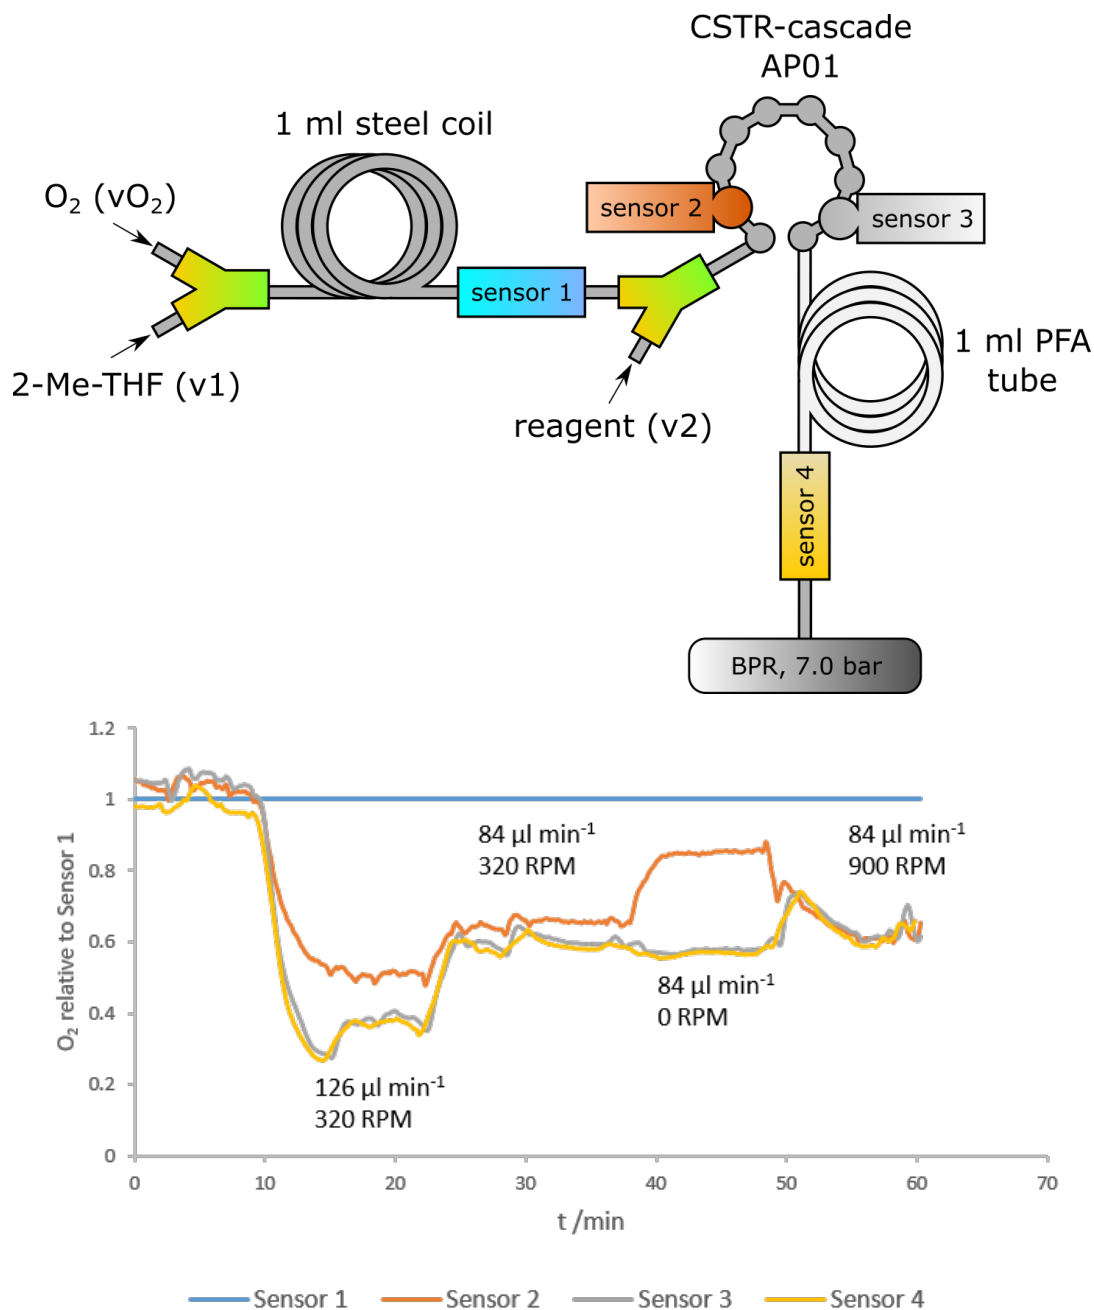 CSTR-cascade
AP01
1 ml steel coil
O₂ (vO₂)
sensor 2
sensor 3
sensor 1
2-Me-THF (v1)
1 ml PFA
tube
reagent (v2)
sensor 4
BPR, 7.0 bar
1.2
1
0.8
0.6
0.4
0.2
0
O₂ relative to Sensor 1
84 µl min⁻¹
320 RPM
84 µl min⁻¹
900 RPM
84 µl min⁻¹
0 RPM
126 µl min⁻¹
320 RPM
0 10 20 30 40 50 60 70
t /min
Sensor 1 Sensor 2 Sensor 3 Sensor 4